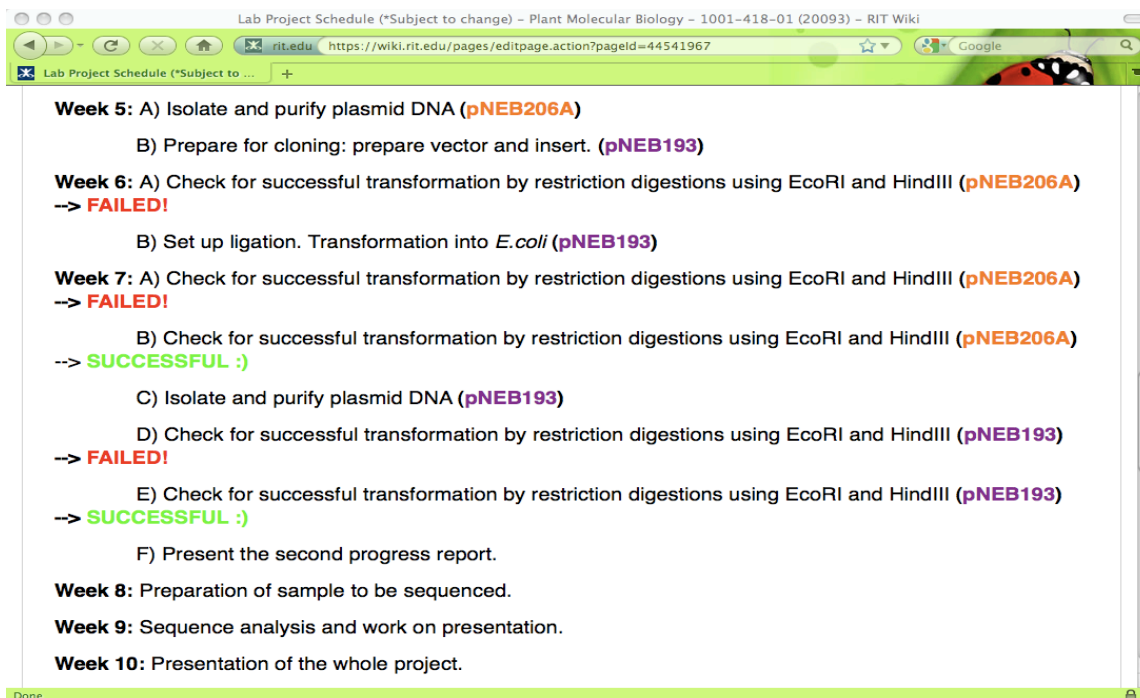 Lab Project Schedule (*Subject to change) – Plant Molecular Biology – 1001–418–01 (20093) – RIT Wiki
rit.edu https://wiki.rit.edu/pages/editpage.action?pageId=44541967 Google
Lab Project Schedule (*Subject to ... +
Week 5: A) Isolate and purify plasmid DNA (pNEB206A)
B) Prepare for cloning: prepare vector and insert. (pNEB193)
Week 6: A) Check for successful transformation by restriction digestions using EcoRI and HindIII (pNEB206A)
--> FAILED!
B) Set up ligation. Transformation into E.coli (pNEB193)
Week 7: A) Check for successful transformation by restriction digestions using EcoRI and HindIII (pNEB206A)
--> FAILED!
B) Check for successful transformation by restriction digestions using EcoRI and HindIII (pNEB206A)
--> SUCCESSFUL :)
C) Isolate and purify plasmid DNA (pNEB193)
D) Check for successful transformation by restriction digestions using EcoRI and HindIII (pNEB193)
--> FAILED!
E) Check for successful transformation by restriction digestions using EcoRI and HindIII (pNEB193)
--> SUCCESSFUL :)
F) Present the second progress report.
Week 8: Preparation of sample to be sequenced.
Week 9: Sequence analysis and work on presentation.
Week 10: Presentation of the whole project.
Done